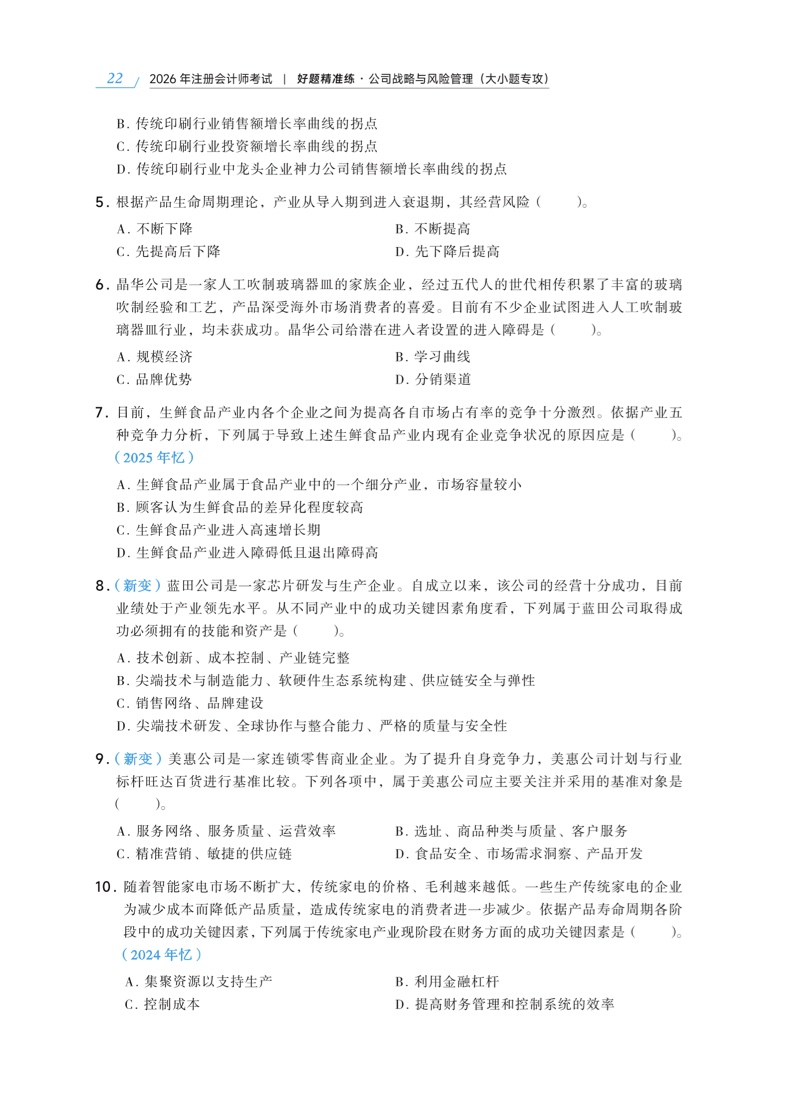 22 2026 年注册会计师考试 | 好题精准练·公司战略与风险管理（大小题专攻）
B. 传统印刷行业销售额增长率曲线的拐点
C. 传统印刷行业投资额增长率曲线的拐点
D. 传统印刷行业中龙头企业神力公司销售额增长率曲线的拐点
5. 根据产品生命周期理论，产业从导入期到进入衰退期，其经营风险（　　）。
A. 不断下降 B. 不断提高
C. 先提高后下降 D. 先下降后提高
6. 晶华公司是一家人工吹制玻璃器皿的家族企业，经过五代人的世代相传积累了丰富的玻璃
吹制经验和工艺，产品深受海外市场消费者的喜爱。目前有不少企业试图进入人工吹制玻
璃器皿行业，均未获成功。晶华公司给潜在进入者设置的进入障碍是（　　）。
A. 规模经济 B. 学习曲线
C. 品牌优势 D. 分销渠道
7. 目前，生鲜食品产业内各个企业之间为提高各自市场占有率的竞争十分激烈。依据产业五
种竞争力分析，下列属于导致上述生鲜食品产业内现有企业竞争状况的原因应是（　　）。
（2025 年忆）
A. 生鲜食品产业属于食品产业中的一个细分产业，市场容量较小
B. 顾客认为生鲜食品的差异化程度较高
C. 生鲜食品产业进入高速增长期
D. 生鲜食品产业进入障碍低且退出障碍高
8.（新变）蓝田公司是一家芯片研发与生产企业。自成立以来，该公司的经营十分成功，目前
业绩处于产业领先水平。从不同产业中的成功关键因素角度看，下列属于蓝田公司取得成
功必须拥有的技能和资产是（　　）。
A. 技术创新、成本控制、产业链完整
B. 尖端技术与制造能力、软硬件生态系统构建、供应链安全与弹性
C. 销售网络、品牌建设
D. 尖端技术研发、全球协作与整合能力、严格的质量与安全性
9.（新变）美惠公司是一家连锁零售商业企业。为了提升自身竞争力，美惠公司计划与行业
标杆旺达百货进行基准比较。下列各项中，属于美惠公司应主要关注并采用的基准对象是
（　　）。
A. 服务网络、服务质量、运营效率 B. 选址、商品种类与质量、客户服务
C. 精准营销、敏捷的供应链 D. 食品安全、市场需求洞察、产品开发
10. 随着智能家电市场不断扩大，传统家电的价格、毛利越来越低。一些生产传统家电的企业
为减少成本而降低产品质量，造成传统家电的消费者进一步减少。依据产品寿命周期各阶
段中的成功关键因素，下列属于传统家电产业现阶段在财务方面的成功关键因素是（　　）。
（2024 年忆）
A. 集聚资源以支持生产 B. 利用金融杠杆
C. 控制成本 D. 提高财务管理和控制系统的效率